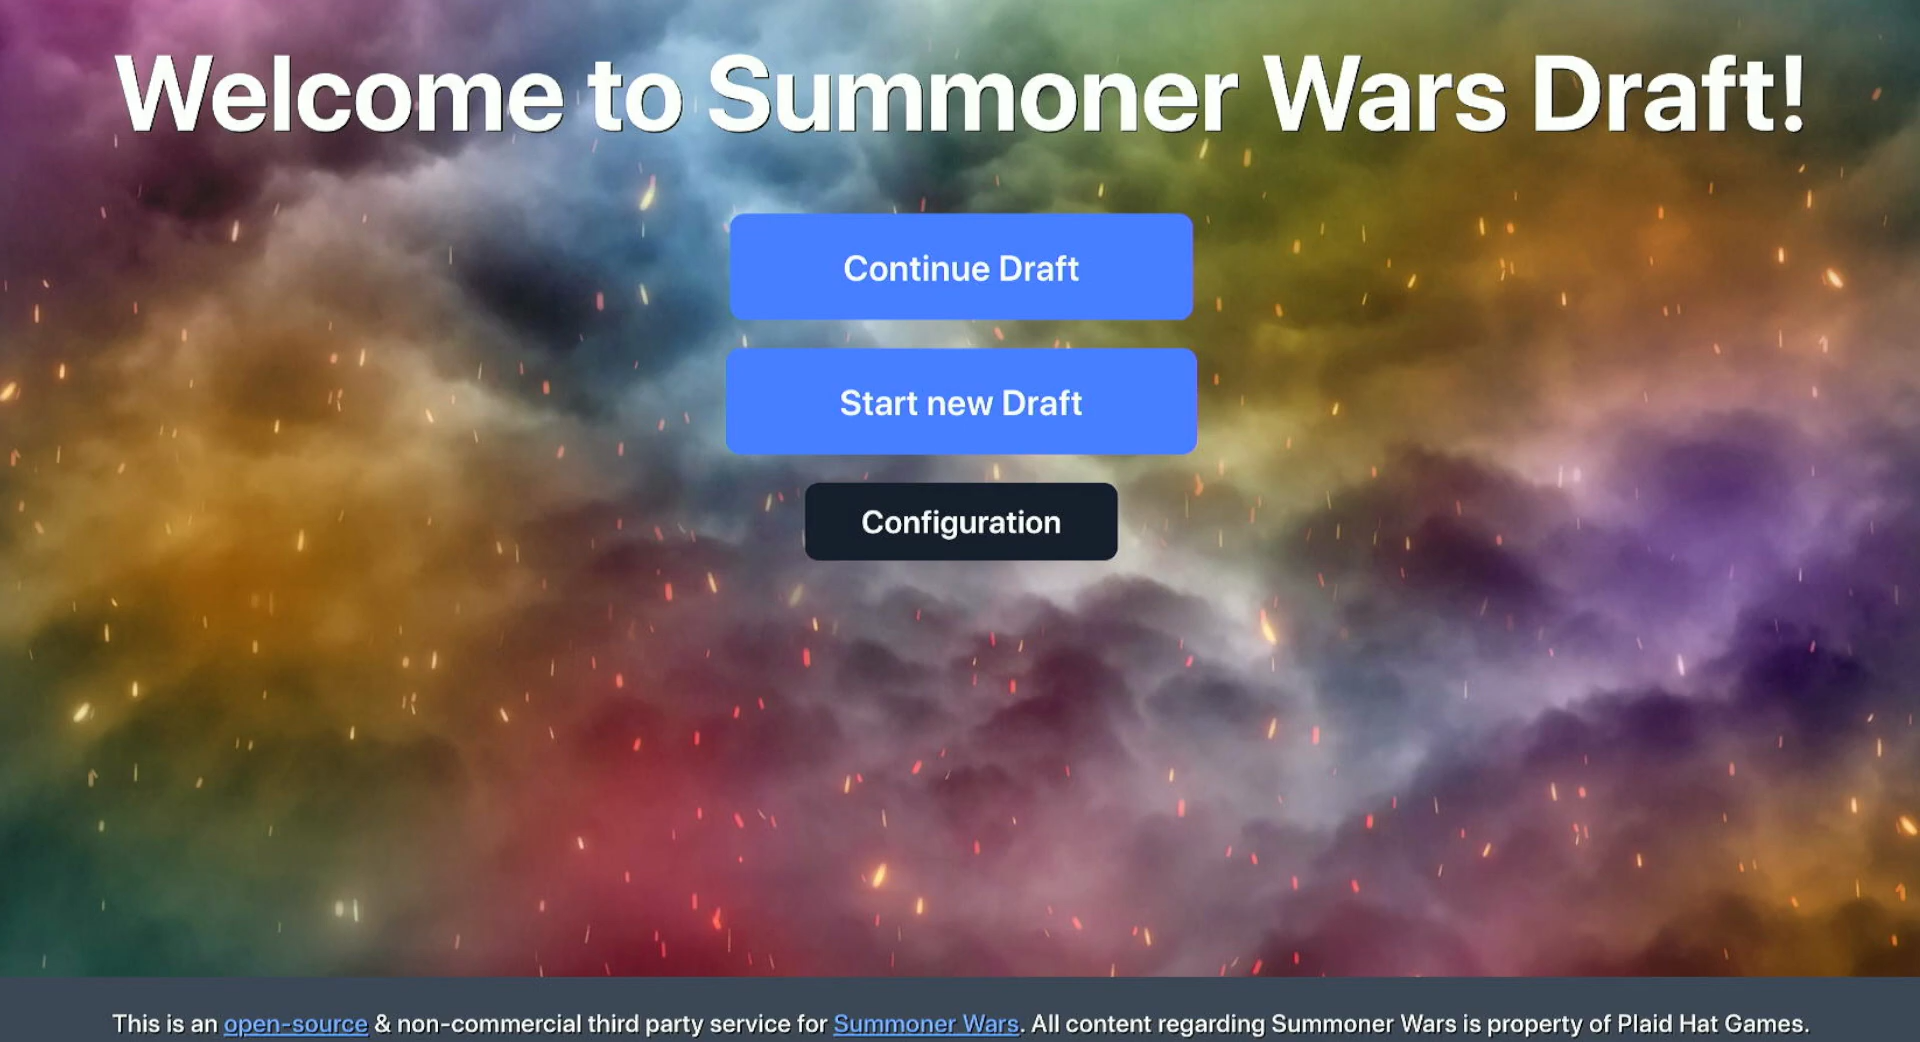 Welcome to Summoner Wars Draft!
Continue Draft
Start new Draft
Configuration
This is an open-source & non-commercial third party service for Summoner Wars. All content regarding Summoner Wars is property of Plaid Hat Games.